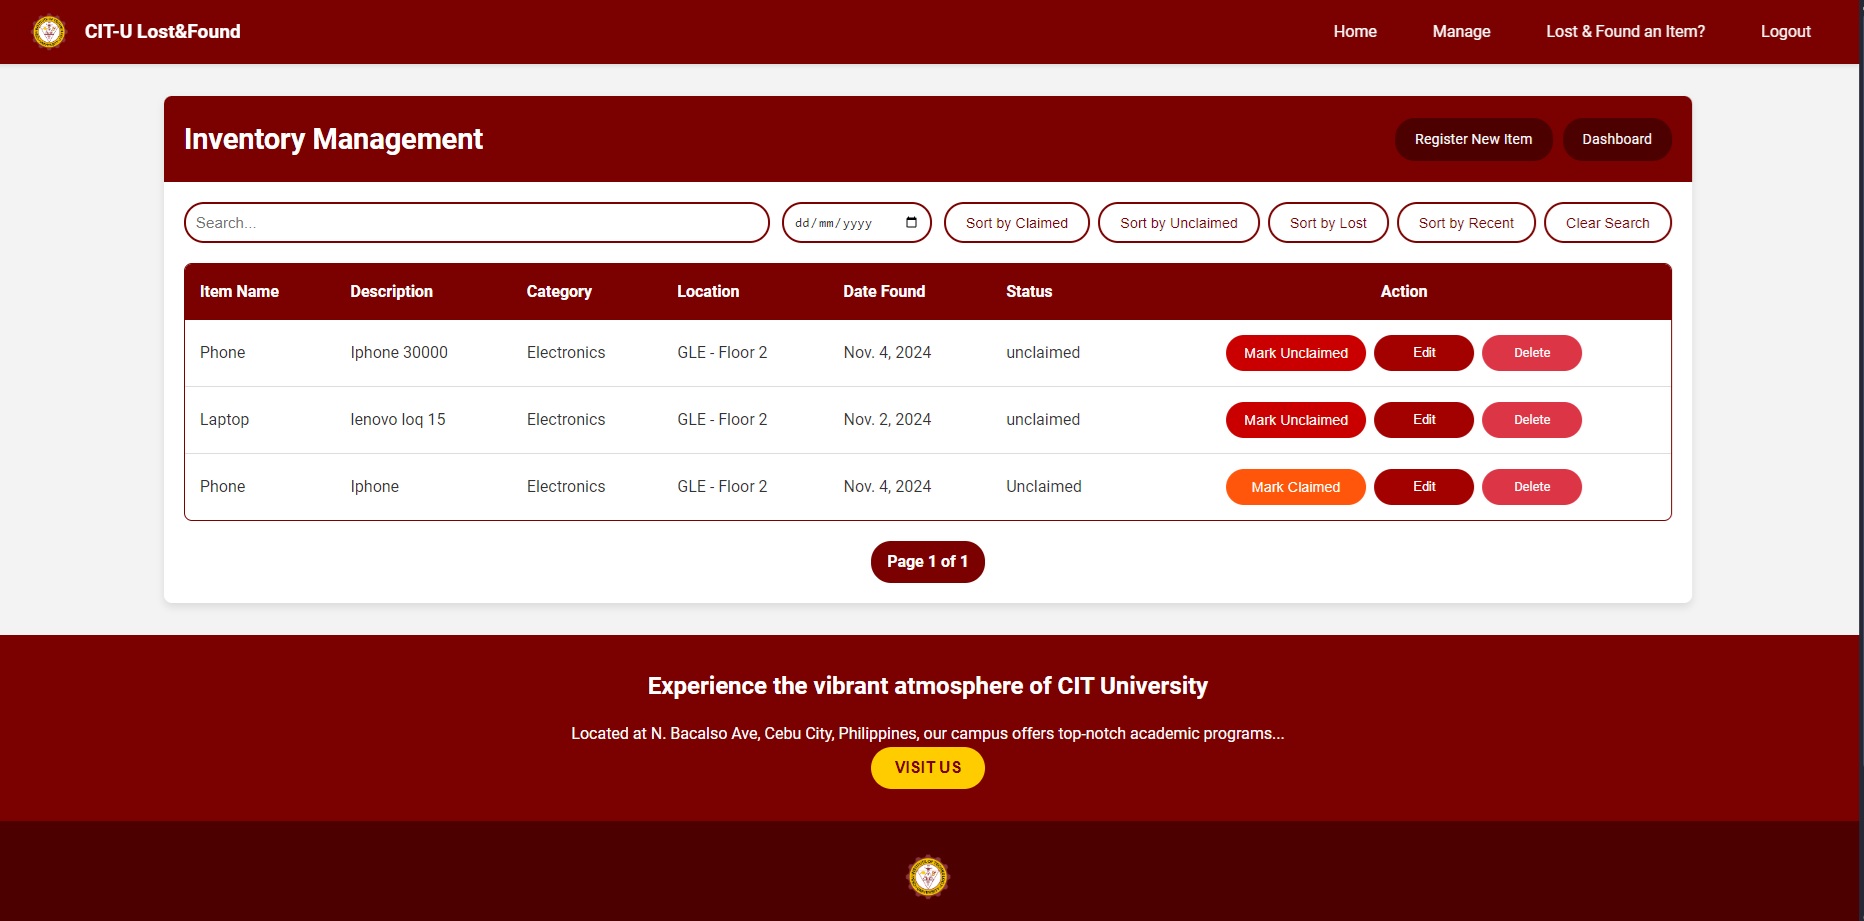 CIT-U Lost&Found Home Manage Lost & Found an Item? Logout
Inventory Management Register New Item Dashboard
Search... dd/mm/yyyy Sort by Claimed Sort by Unclaimed Sort by Lost Sort by Recent Clear Search
Item Name Description Category Location Date Found Status Action
Phone Iphone 30000 Electronics GLE - Floor 2 Nov. 4, 2024 unclaimed Mark Unclaimed Edit Delete
Laptop lenovo loq 15 Electronics GLE - Floor 2 Nov. 2, 2024 unclaimed Mark Unclaimed Edit Delete
Phone Iphone Electronics GLE - Floor 2 Nov. 4, 2024 Unclaimed Mark Claimed Edit Delete
Page 1 of 1
Experience the vibrant atmosphere of CIT University
Located at N. Bacalso Ave, Cebu City, Philippines, our campus offers top-notch academic programs...
VISIT US